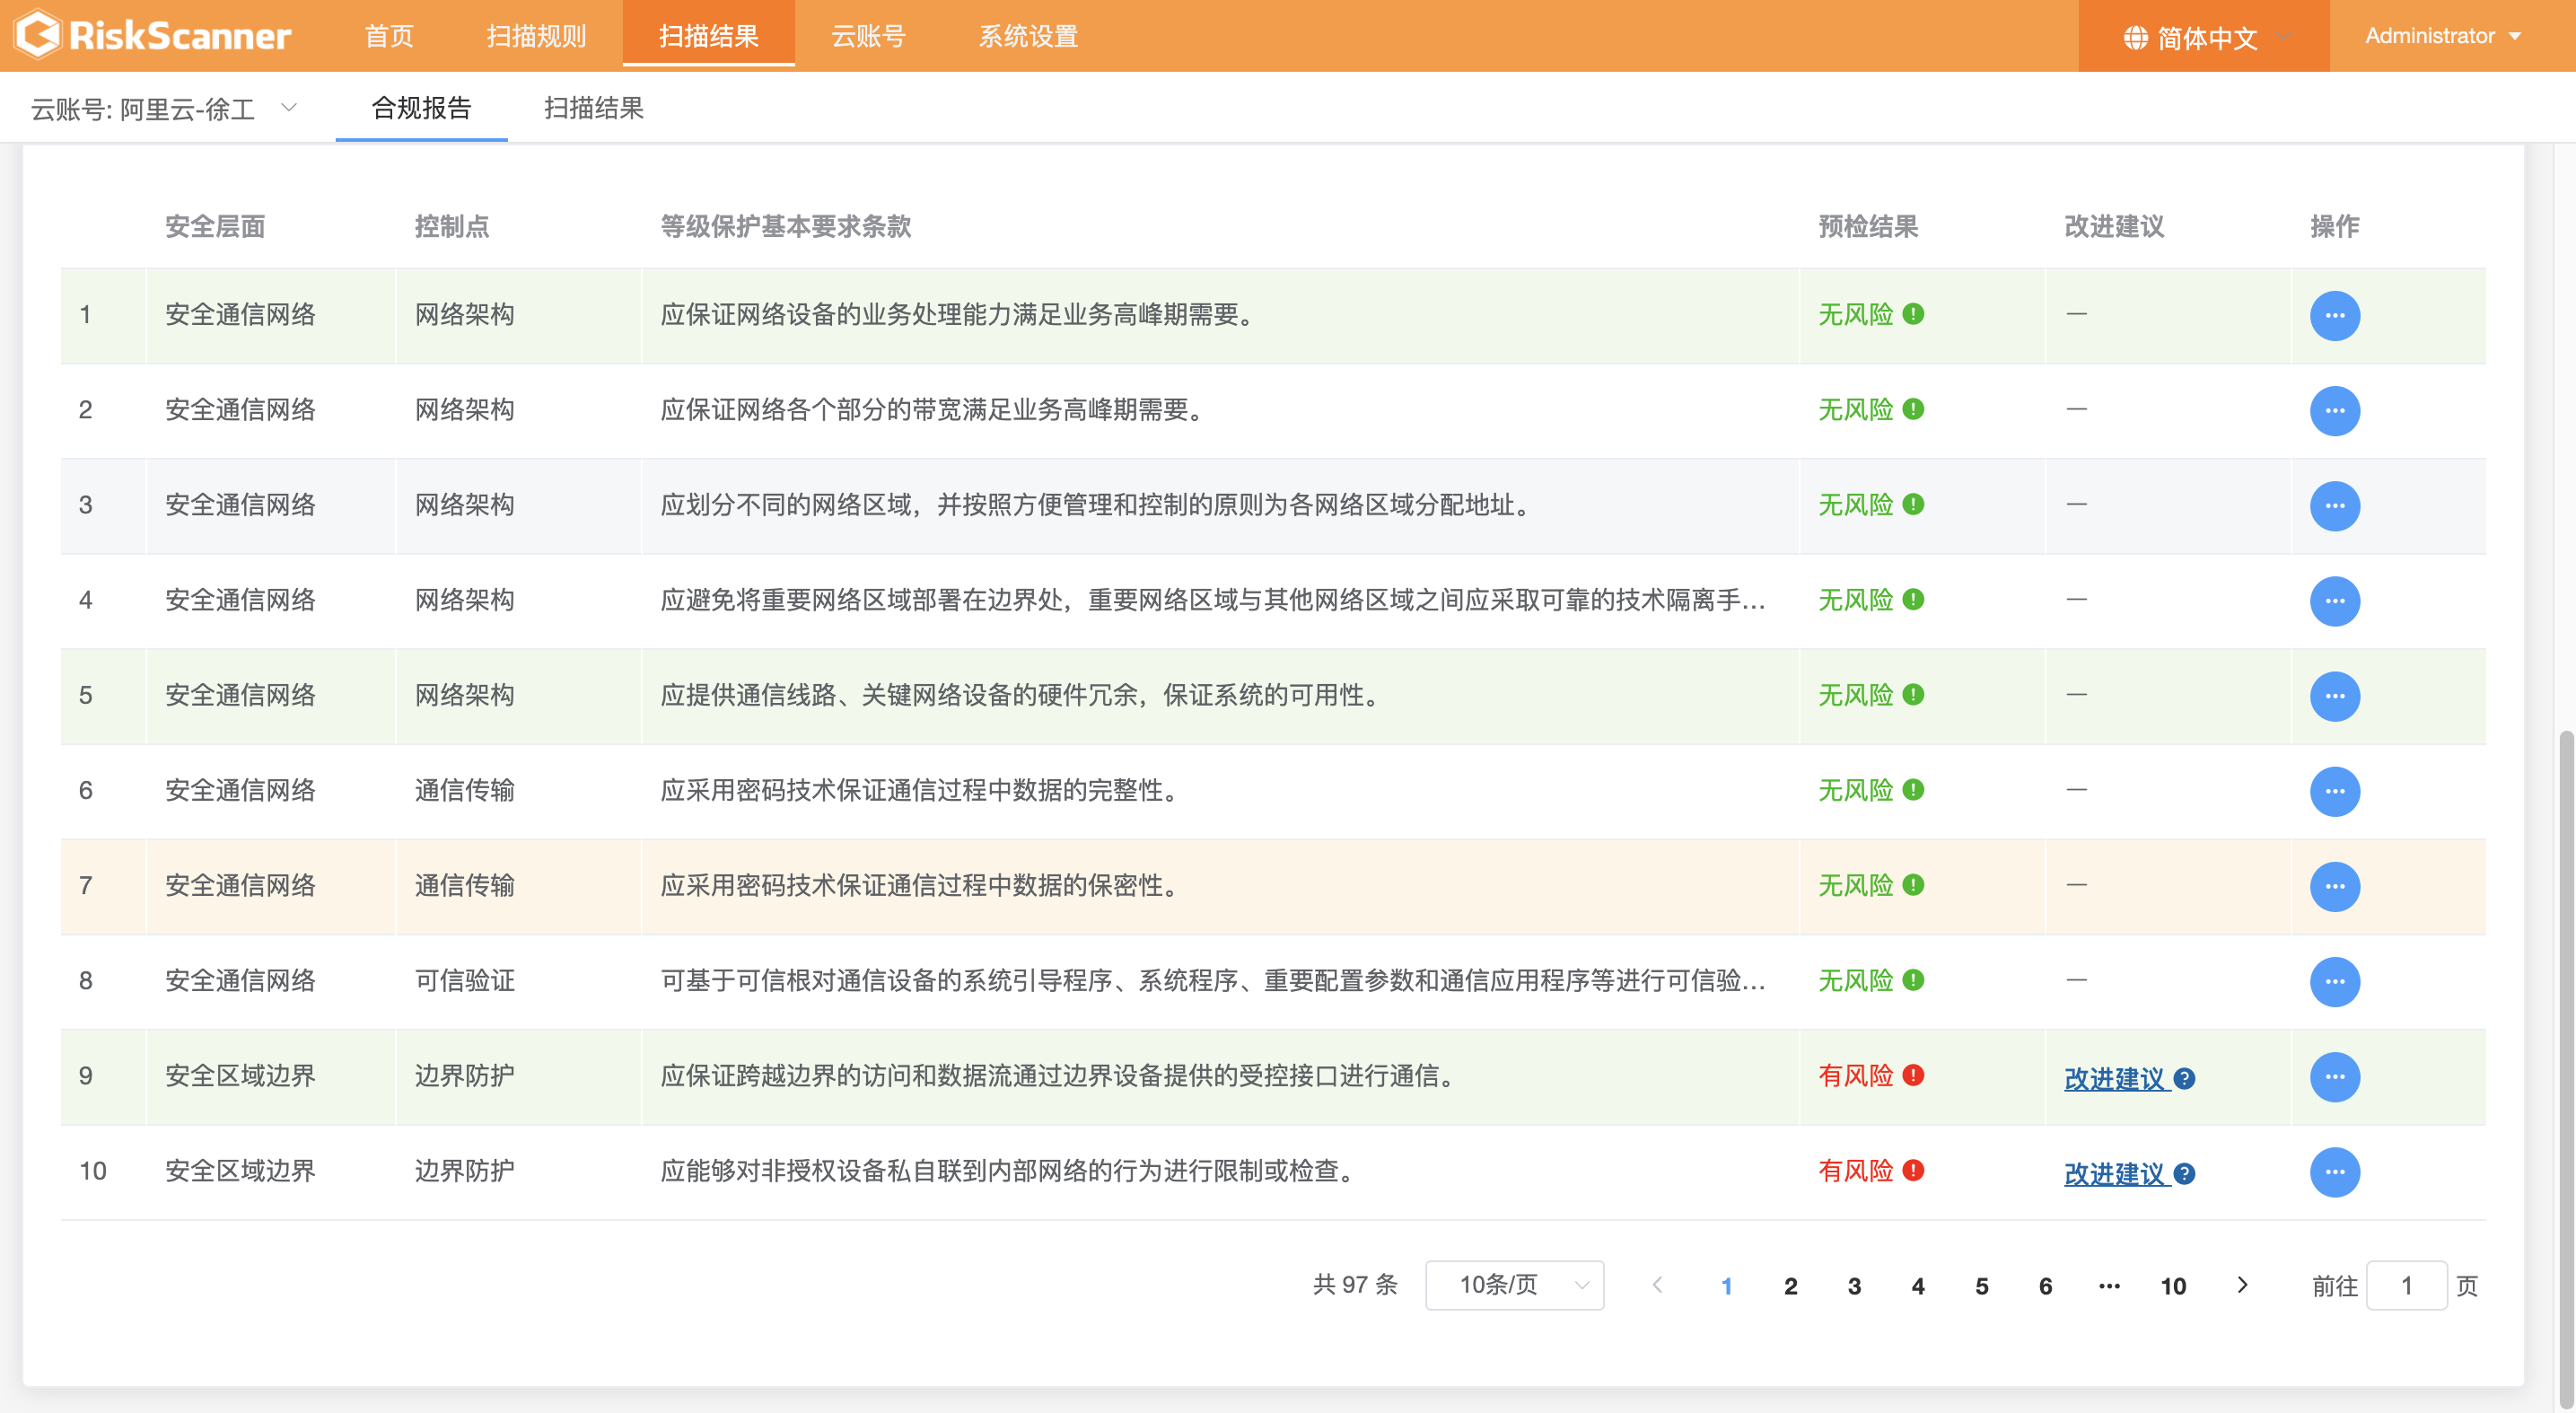 RiskScanner 首页 扫描规则 扫描结果 云账号 系统设置 简体中文 Administrator
云账号: 阿里云-徐工 合规报告 扫描结果
安全层面 控制点 等级保护基本要求条款 预检结果 改进建议 操作
1 安全通信网络 网络架构 应保证网络设备的业务处理能力满足业务高峰期需要。 无风险 —
2 安全通信网络 网络架构 应保证网络各个部分的带宽满足业务高峰期需要。 无风险 —
3 安全通信网络 网络架构 应划分不同的网络区域，并按照方便管理和控制的原则为各网络区域分配地址。 无风险 —
4 安全通信网络 网络架构 应避免将重要网络区域部署在边界处，重要网络区域与其他网络区域之间应采取可靠的技术隔离手... 无风险 —
5 安全通信网络 网络架构 应提供通信线路、关键网络设备的硬件冗余，保证系统的可用性。 无风险 —
6 安全通信网络 通信传输 应采用密码技术保证通信过程中数据的完整性。 无风险 —
7 安全通信网络 通信传输 应采用密码技术保证通信过程中数据的保密性。 无风险 —
8 安全通信网络 可信验证 可基于可信根对通信设备的系统引导程序、系统程序、重要配置参数和通信应用程序等进行可信验... 无风险 —
9 安全区域边界 边界防护 应保证跨越边界的访问和数据流通过边界设备提供的受控接口进行通信。 有风险 改进建议
10 安全区域边界 边界防护 应能够对非授权设备私自联到内部网络的行为进行限制或检查。 有风险 改进建议
共 97 条 10条/页 1 2 3 4 5 6 ... 10 前往 1 页